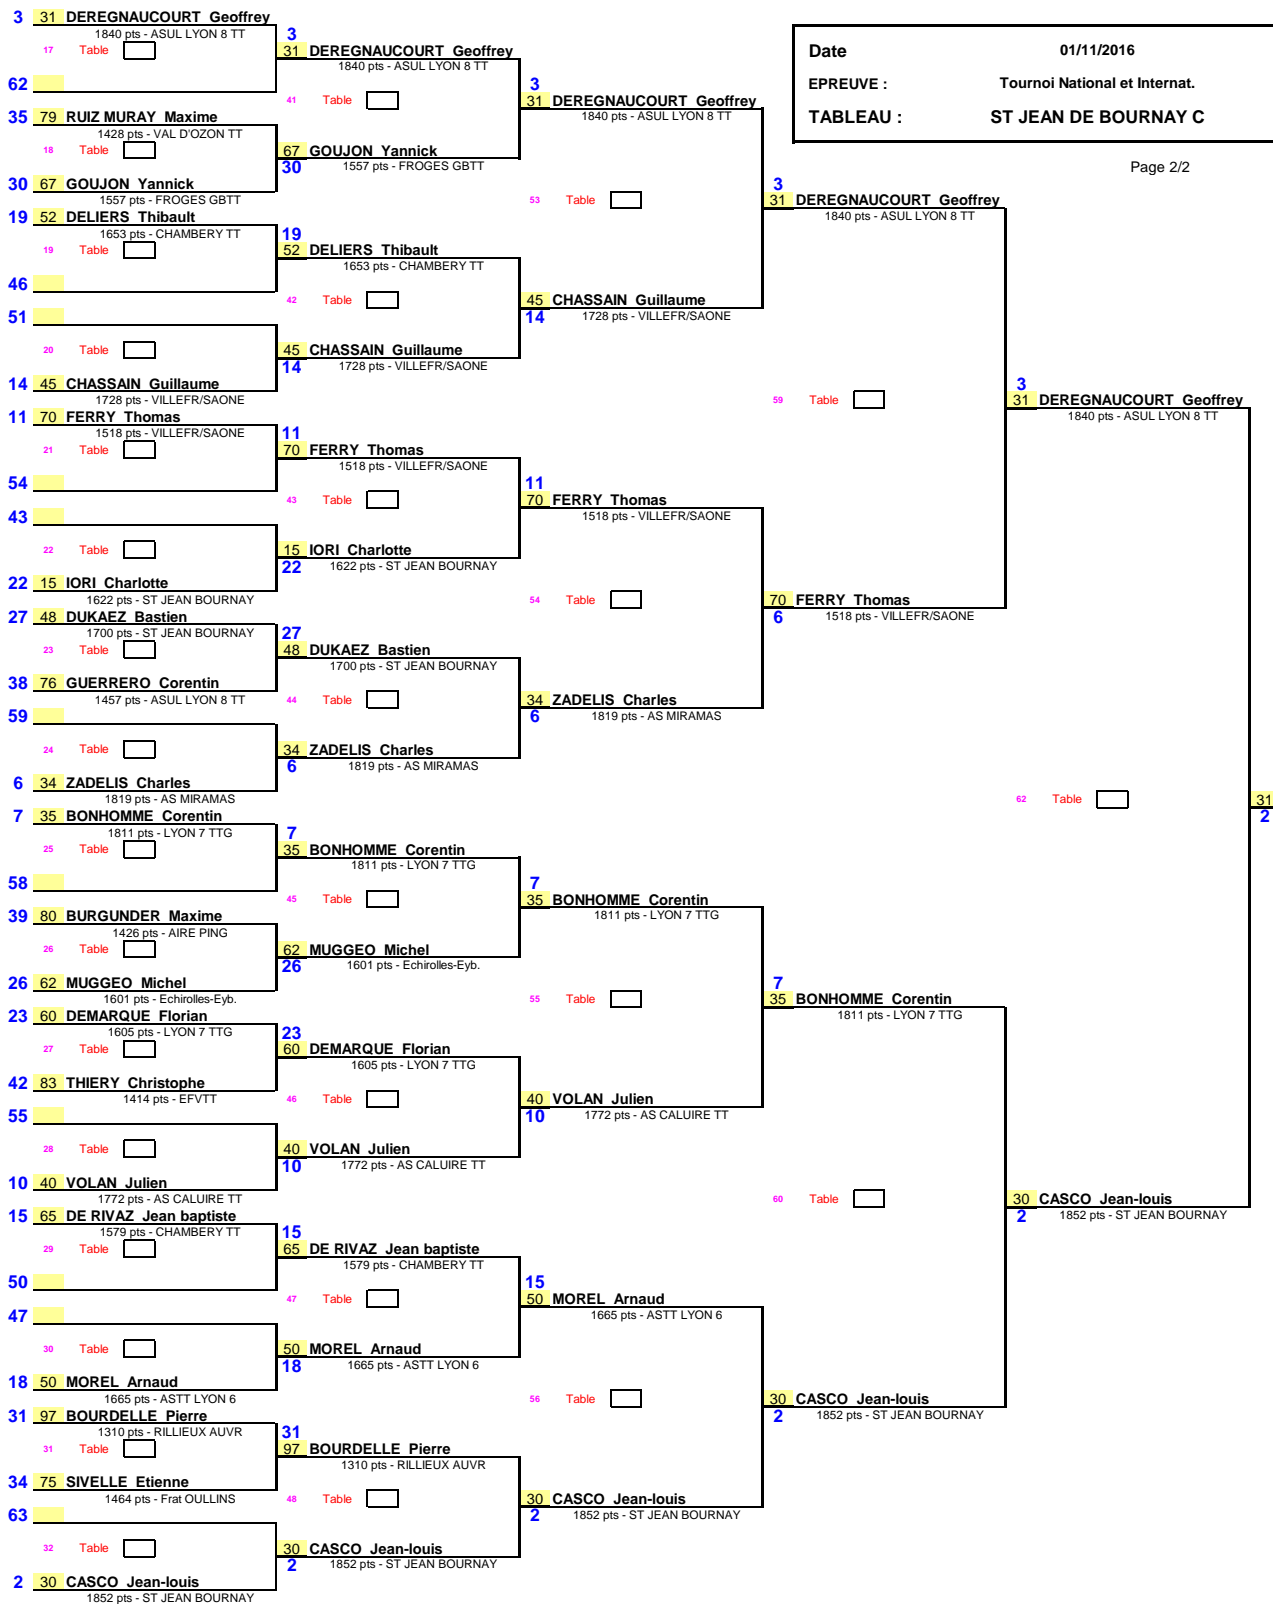 Date 01/11/2016
EPREUVE : Tournoi National et Internat.
TABLEAU : ST JEAN DE BOURNAY C
Page 2/2
3 31 DEREGNAUCOURT Geoffrey
1840 pts - ASUL LYON 8 TT
17 Table
62
35 79 RUIZ MURAY Maxime
1428 pts - VAL D'OZON TT
18 Table
30 67 GOUJON Yannick
1557 pts - FROGES GBTT
19 52 DELIERS Thibault
1653 pts - CHAMBERY TT
19 Table
46
51
20 Table
14 45 CHASSAIN Guillaume
1728 pts - VILLEFR/SAONE
11 70 FERRY Thomas
1518 pts - VILLEFR/SAONE
21 Table
54
43
22 Table
22 15 IORI Charlotte
1622 pts - ST JEAN BOURNAY
27 48 DUKAEZ Bastien
1700 pts - ST JEAN BOURNAY
23 Table
38 76 GUERRERO Corentin
1457 pts - ASUL LYON 8 TT
59
24 Table
6 34 ZADELIS Charles
1819 pts - AS MIRAMAS
7 35 BONHOMME Corentin
1811 pts - LYON 7 TTG
25 Table
58
39 80 BURGUNDER Maxime
1426 pts - AIRE PING
26 Table
26 62 MUGGEO Michel
1601 pts - Echirolles-Eyb.
23 60 DEMARQUE Florian
1605 pts - LYON 7 TTG
27 Table
42 83 THIERY Christophe
1414 pts - EFVTT
55
28 Table
10 40 VOLAN Julien
1772 pts - AS CALUIRE TT
15 65 DE RIVAZ Jean baptiste
1579 pts - CHAMBERY TT
29 Table
50
47
30 Table
18 50 MOREL Arnaud
1665 pts - ASTT LYON 6
31 97 BOURDELLE Pierre
1310 pts - RILLIEUX AUVR
31 Table
34 75 SIVELLE Etienne
1464 pts - Frat OULLINS
63
32 Table
2 30 CASCO Jean-louis
1852 pts - ST JEAN BOURNAY
3
31 DEREGNAUCOURT Geoffrey
1840 pts - ASUL LYON 8 TT
41 Table
67 GOUJON Yannick
30 1557 pts - FROGES GBTT
19
52 DELIERS Thibault
1653 pts - CHAMBERY TT
42 Table
45 CHASSAIN Guillaume
14 1728 pts - VILLEFR/SAONE
11
70 FERRY Thomas
1518 pts - VILLEFR/SAONE
43 Table
15 IORI Charlotte
22 1622 pts - ST JEAN BOURNAY
27
48 DUKAEZ Bastien
1700 pts - ST JEAN BOURNAY
44 Table
34 ZADELIS Charles
6 1819 pts - AS MIRAMAS
7
35 BONHOMME Corentin
1811 pts - LYON 7 TTG
45 Table
62 MUGGEO Michel
26 1601 pts - Echirolles-Eyb.
23
60 DEMARQUE Florian
1605 pts - LYON 7 TTG
46 Table
40 VOLAN Julien
10 1772 pts - AS CALUIRE TT
15
65 DE RIVAZ Jean baptiste
1579 pts - CHAMBERY TT
47 Table
50 MOREL Arnaud
18 1665 pts - ASTT LYON 6
31
97 BOURDELLE Pierre
1310 pts - RILLIEUX AUVR
48 Table
30 CASCO Jean-louis
2 1852 pts - ST JEAN BOURNAY
3
31 DEREGNAUCOURT Geoffrey
1840 pts - ASUL LYON 8 TT
53 Table
45 CHASSAIN Guillaume
14 1728 pts - VILLEFR/SAONE
11
70 FERRY Thomas
1518 pts - VILLEFR/SAONE
54 Table
34 ZADELIS Charles
6 1819 pts - AS MIRAMAS
7
35 BONHOMME Corentin
1811 pts - LYON 7 TTG
55 Table
40 VOLAN Julien
10 1772 pts - AS CALUIRE TT
15
50 MOREL Arnaud
1665 pts - ASTT LYON 6
56 Table
30 CASCO Jean-louis
2 1852 pts - ST JEAN BOURNAY
3
31 DEREGNAUCOURT Geoffrey
1840 pts - ASUL LYON 8 TT
59 Table
70 FERRY Thomas
6 1518 pts - VILLEFR/SAONE
7
35 BONHOMME Corentin
1811 pts - LYON 7 TTG
60 Table
30 CASCO Jean-louis
2 1852 pts - ST JEAN BOURNAY
3
31 DEREGNAUCOURT Geoffrey
1840 pts - ASUL LYON 8 TT
62 Table
30 CASCO Jean-louis
2 1852 pts - ST JEAN BOURNAY
31
2